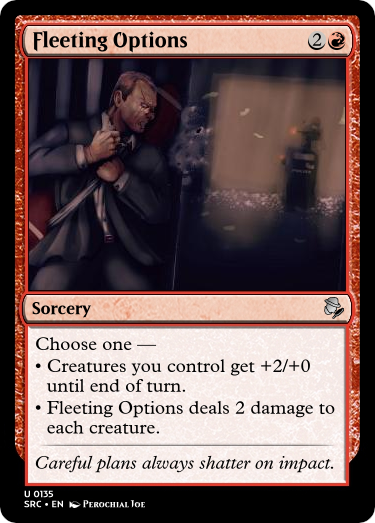 Fleeting Options 2
Sorcery
Choose one —
• Creatures you control get +2/+0
until end of turn.
• Fleeting Options deals 2 damage to
each creature.
Careful plans always shatter on impact.
U 0135
SRC • EN Perochial Joe